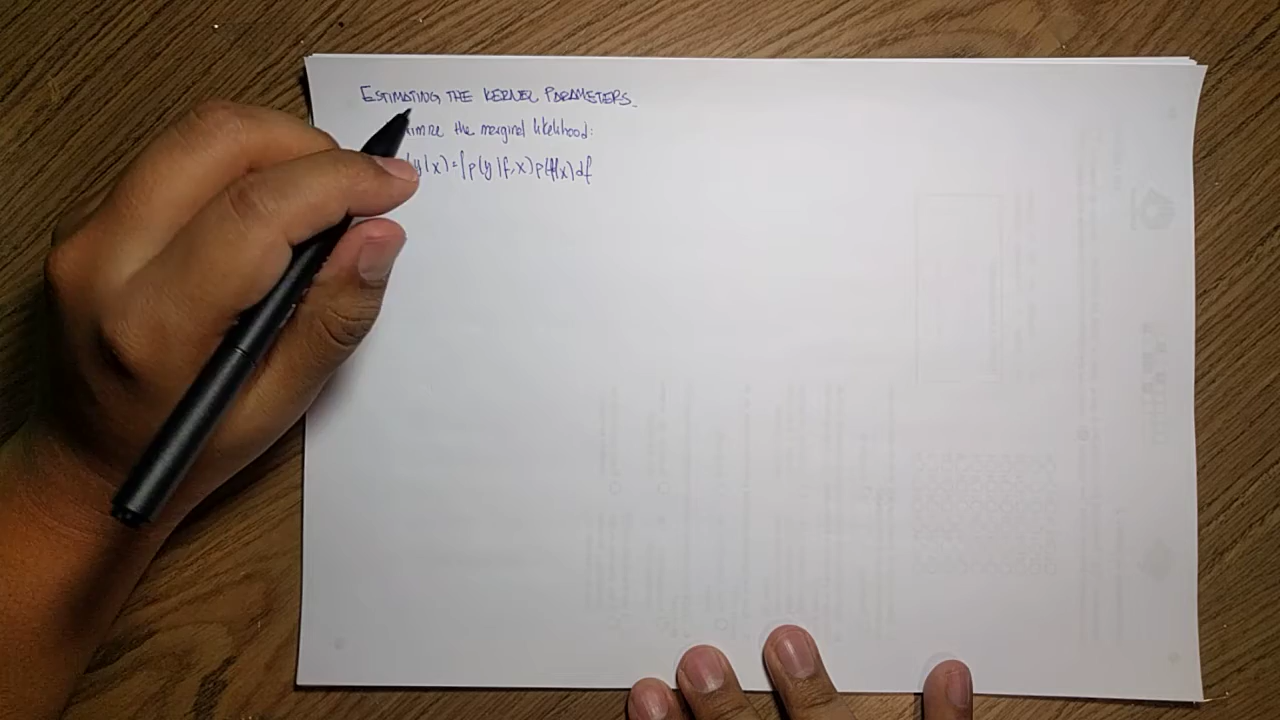 ESTIMATING THE KERNEL PARAMETERS.
the marginal likelihood:
(y|x)=∫p(y|f,x)p(f|x)df